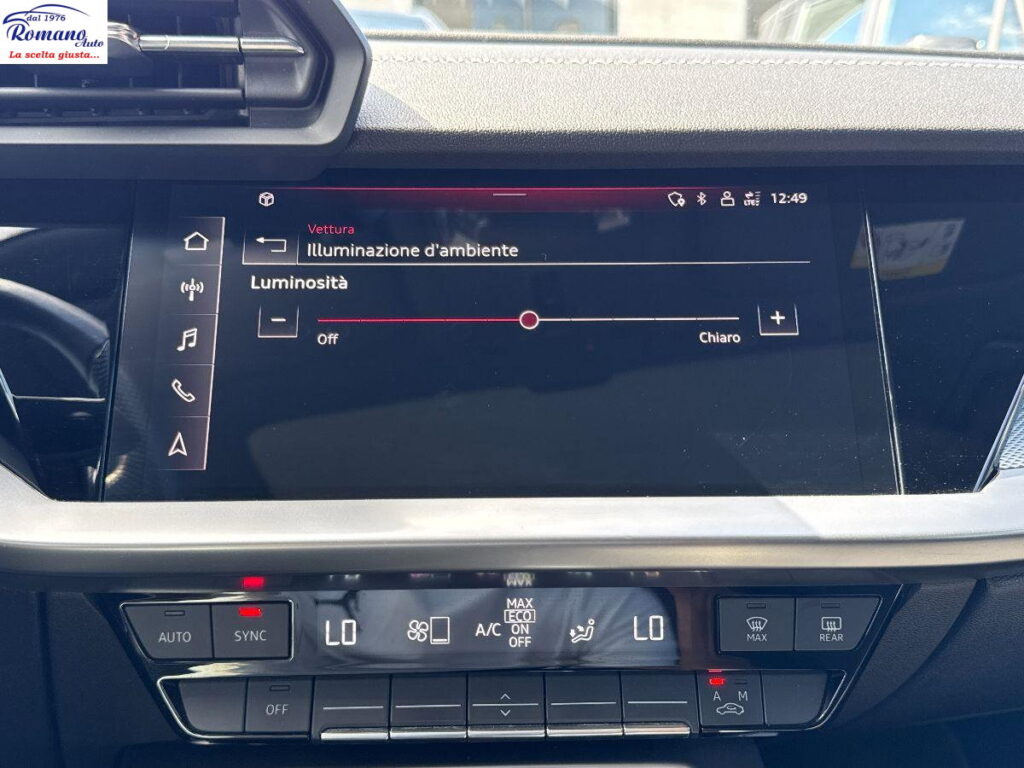 dal 1976
Romano Auto
La scelta giusta...
LTE
12:49
Vettura
Illuminazione d'ambiente
Luminosità
- +
Off Chiaro
AUTO SYNC LO A/C MAX ECO ON OFF LO MAX REAR
OFF A M